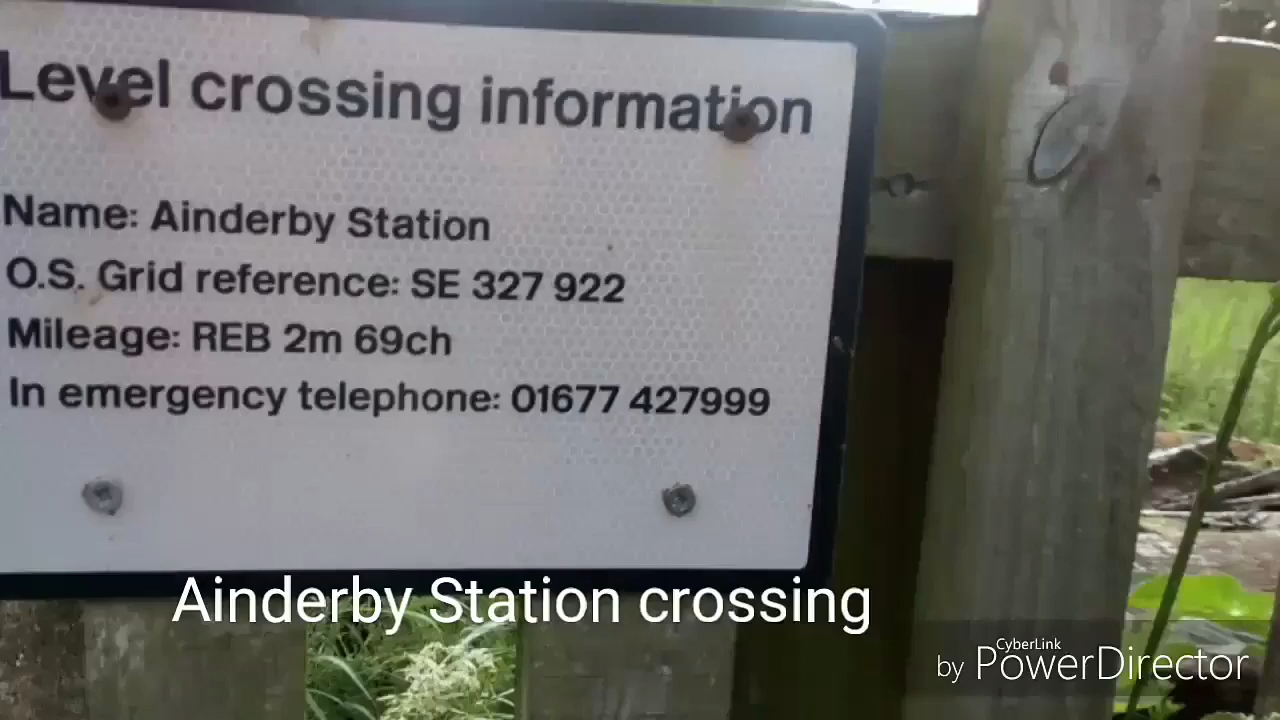 Level crossing information
Name: Ainderby Station
O.S. Grid reference: SE 327 922
Mileage: REB 2m 69ch
In emergency telephone: 01677 427999
Ainderby Station crossing
CyberLink
by PowerDirector